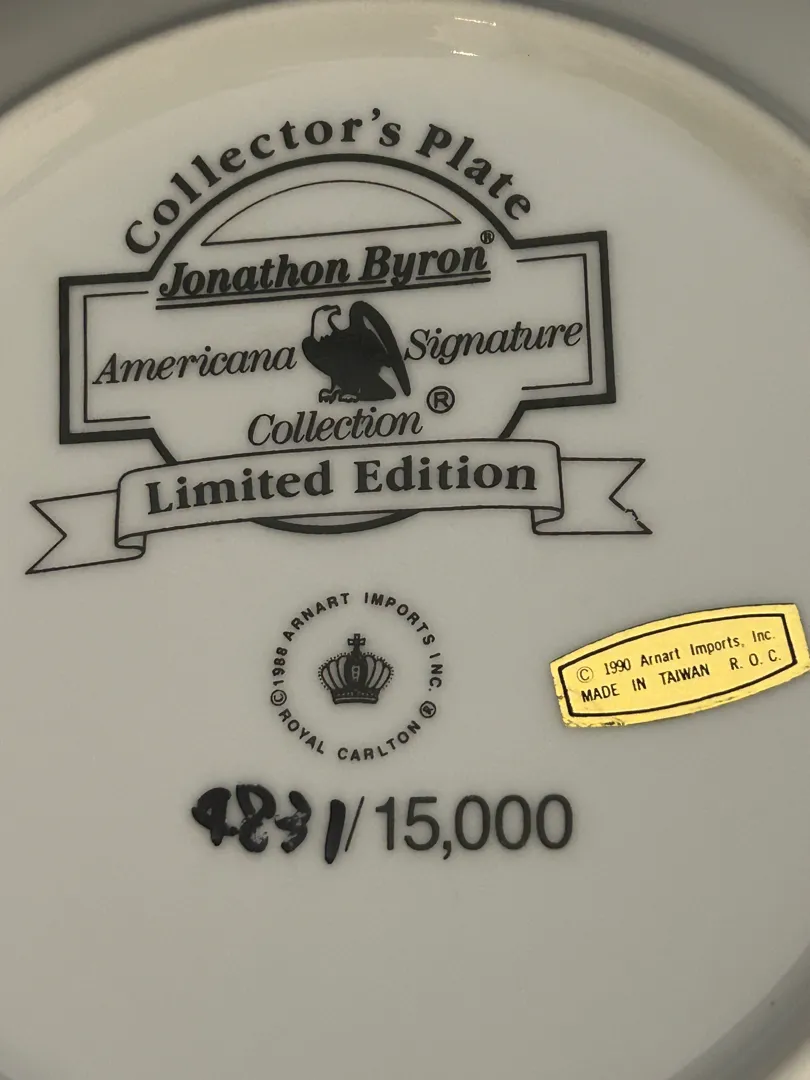 Collector's Plate
Jonathon Byron®
Americana Signature
Collection ®
Limited Edition
© 1988 ARNART IMPORTS INC. ®
ROYAL CARLTON
© 1990 Arnart Imports, Inc.
MADE IN TAIWAN R. O. C.
4831/15,000